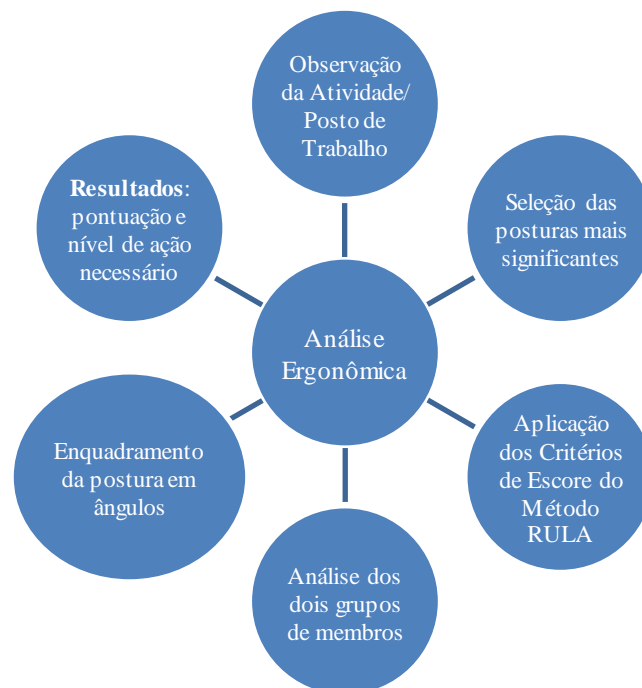 Observação
da Atividade/
Posto de
Trabalho
Seleção das
posturas mais
significantes
Aplicação
dos Critérios
de Escore do
Método
RULA
Análise dos
dois grupos
de membros
Enquadramento
da postura em
ângulos
Resultados:
pontuação e
nível de ação
necessário
Análise
Ergonômica